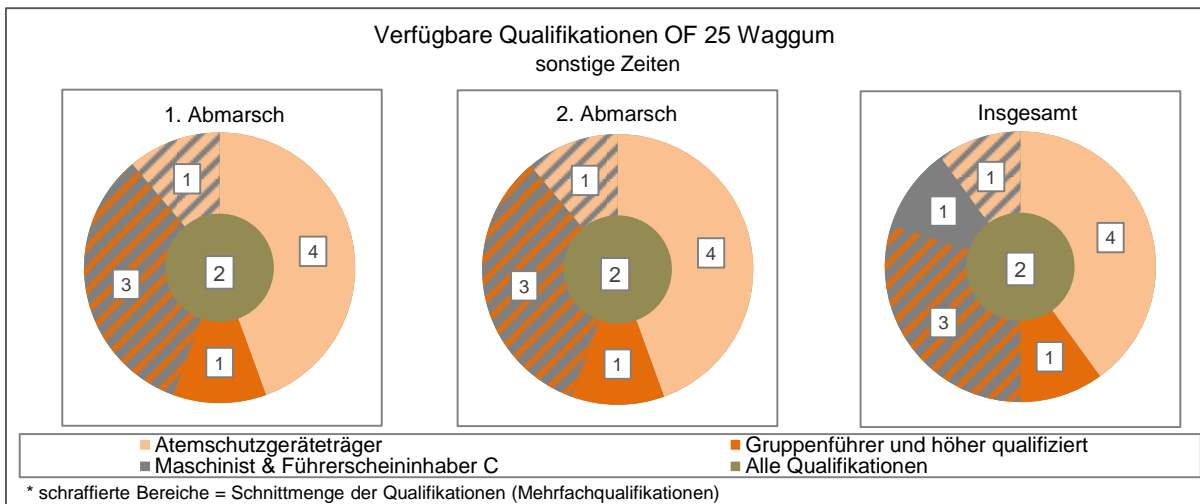 Verfügbare Qualifikationen OF 25 Waggum
sonstige Zeiten
1. Abmarsch
1
4
2
3
1
2. Abmarsch
1
4
2
3
1
Insgesamt
1
1
4
2
3
1
Atemschutzgeräteträger
Gruppenführer und höher qualifiziert
Maschinist & Führerscheininhaber C
Alle Qualifikationen
* schraffierte Bereiche = Schnittmenge der Qualifikationen (Mehrfachqualifikationen)